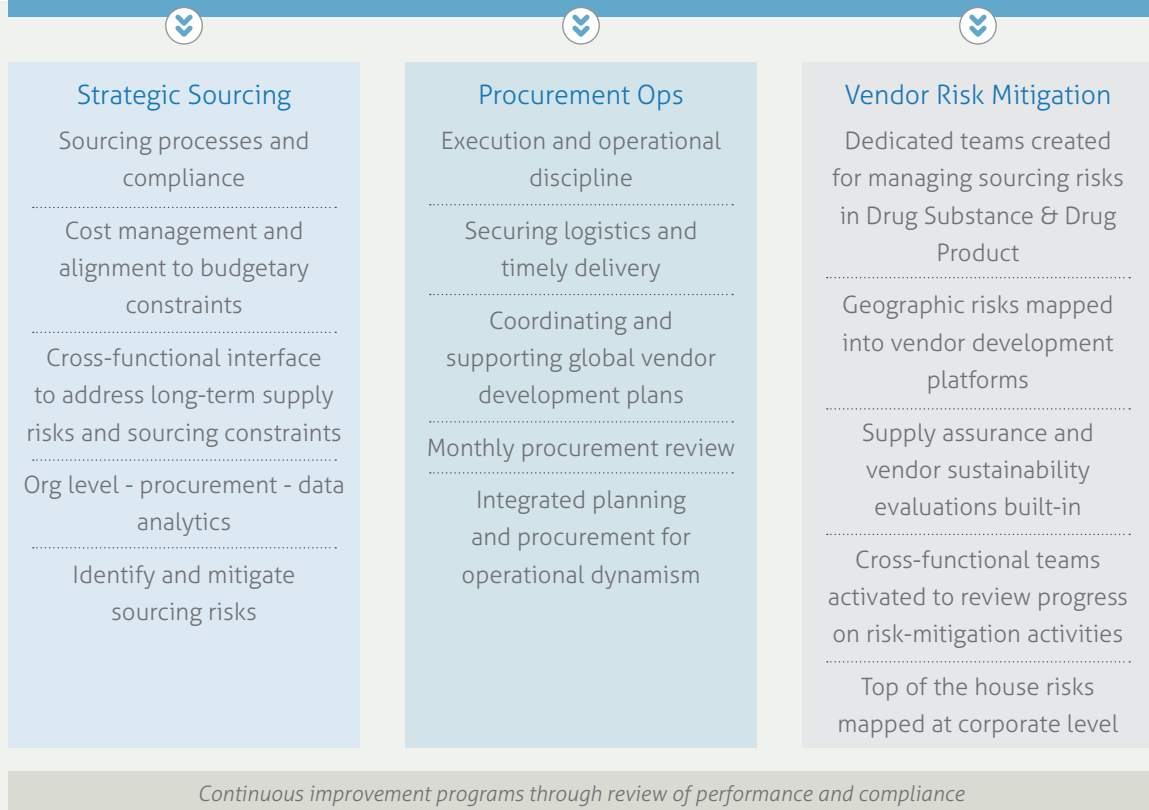 Strategic Sourcing
Sourcing processes and
compliance
Cost management and
alignment to budgetary
constraints
Cross-functional interface
to address long-term supply
risks and sourcing constraints
Org level - procurement - data
analytics
Identify and mitigate
sourcing risks
Procurement Ops
Execution and operational
discipline
Securing logistics and
timely delivery
Coordinating and
supporting global vendor
development plans
Monthly procurement review
Integrated planning
and procurement for
operational dynamism
Vendor Risk Mitigation
Dedicated teams created
for managing sourcing risks
in Drug Substance & Drug
Product
Geographic risks mapped
into vendor development
platforms
Supply assurance and
vendor sustainability
evaluations built-in
Cross-functional teams
activated to review progress
on risk-mitigation activities
Top of the house risks
mapped at corporate level
Continuous improvement programs through review of performance and compliance